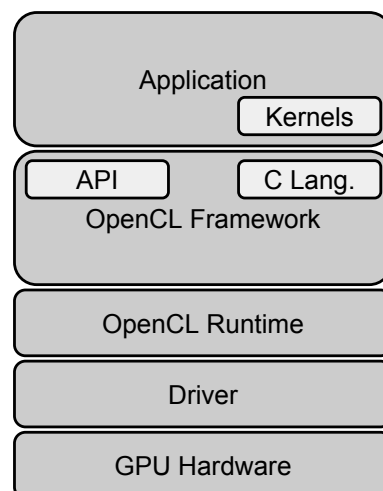 Application
Kernels
API C Lang.
OpenCL Framework
OpenCL Runtime
Driver
GPU Hardware